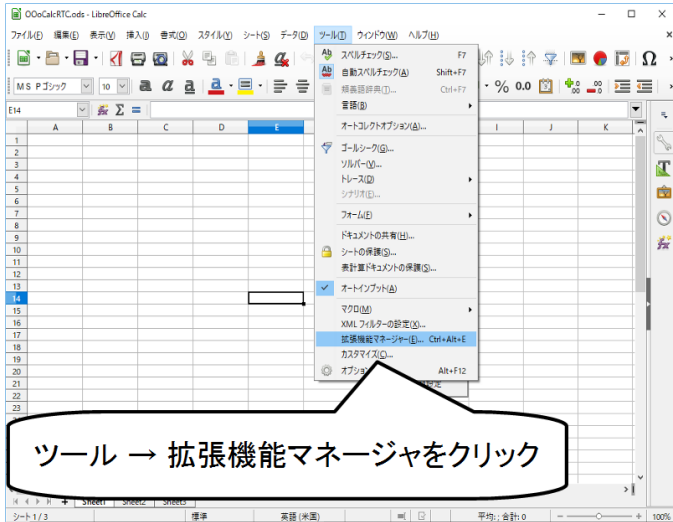 OOoCalcRTC.ods - LibreOffice Calc
ファイル(F) 編集(E) 表示(V) 挿入(I) 書式(O) スタイル(Y) シート(S) データ(D) ツール(T) ウィンドウ(W) ヘルプ(H)
MS Pゴシック 10 a a a a % 0.0
E14 Σ =
A B C D E I J K
スペルチェック(S)... F7
自動スペルチェック(A) Shift+F7
類義語辞典(T)... Ctrl+F7
言語(B)
オートコレクトオプション(A)...
ゴールシーク(G)...
ソルバー(V)...
トレース(D)
シナリオ(E)...
フォーム(F)
ドキュメントの共有(H)...
シートの保護(S)...
表計算ドキュメントの保護(S)...
オートインプット(A)
マクロ(M)
XML フィルターの設定(X)...
拡張機能マネージャー(E)... Ctrl+Alt+E
カスタマイズ(C)...
Alt+F12
1
2
3
4
5
6
7
8
9
10
11
12
13
14
15
16
17
18
19
20
21
22
23
ツール → 拡張機能マネージャをクリック
Sheet1 Sheet2 Sheet3
シート1 / 3 標準 英語 (米国) 平均: ; 合計: 0 100%